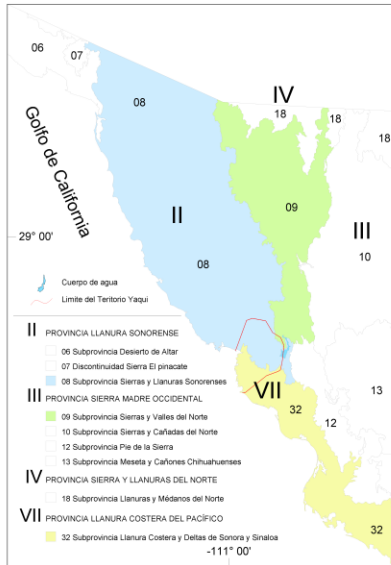 06
07
08
IV
18
18
18
Golfo de California
II
09
III
08
10
29° 00'
Cuerpo de agua
Limite del Territorio Yaqui
II PROVINCIA LLANURA SONORENSE
06 Subprovincia Desierto de Altar
07 Discontinuidad Sierra El pinacate
08 Subprovincia Sierras y Llanuras Sonorenses
III PROVINCIA SIERRA MADRE OCCIDENTAL
09 Subprovincia Sierras y Valles del Norte
10 Subprovincia Sierras y Cañadas del Norte
12 Subprovincia Pie de la Sierra
13 Subprovincia Meseta y Cañones Chihuahuenses
IV PROVINCIA SIERRA Y LLANURAS DEL NORTE
18 Subprovincia Llanuras y Médanos del Norte
VII PROVINCIA LLANURA COSTERA DEL PACÍFICO
32 Subprovincia Llanura Costera y Deltas de Sonora y Sinaloa
VII
13
32
12
32
-111° 00'